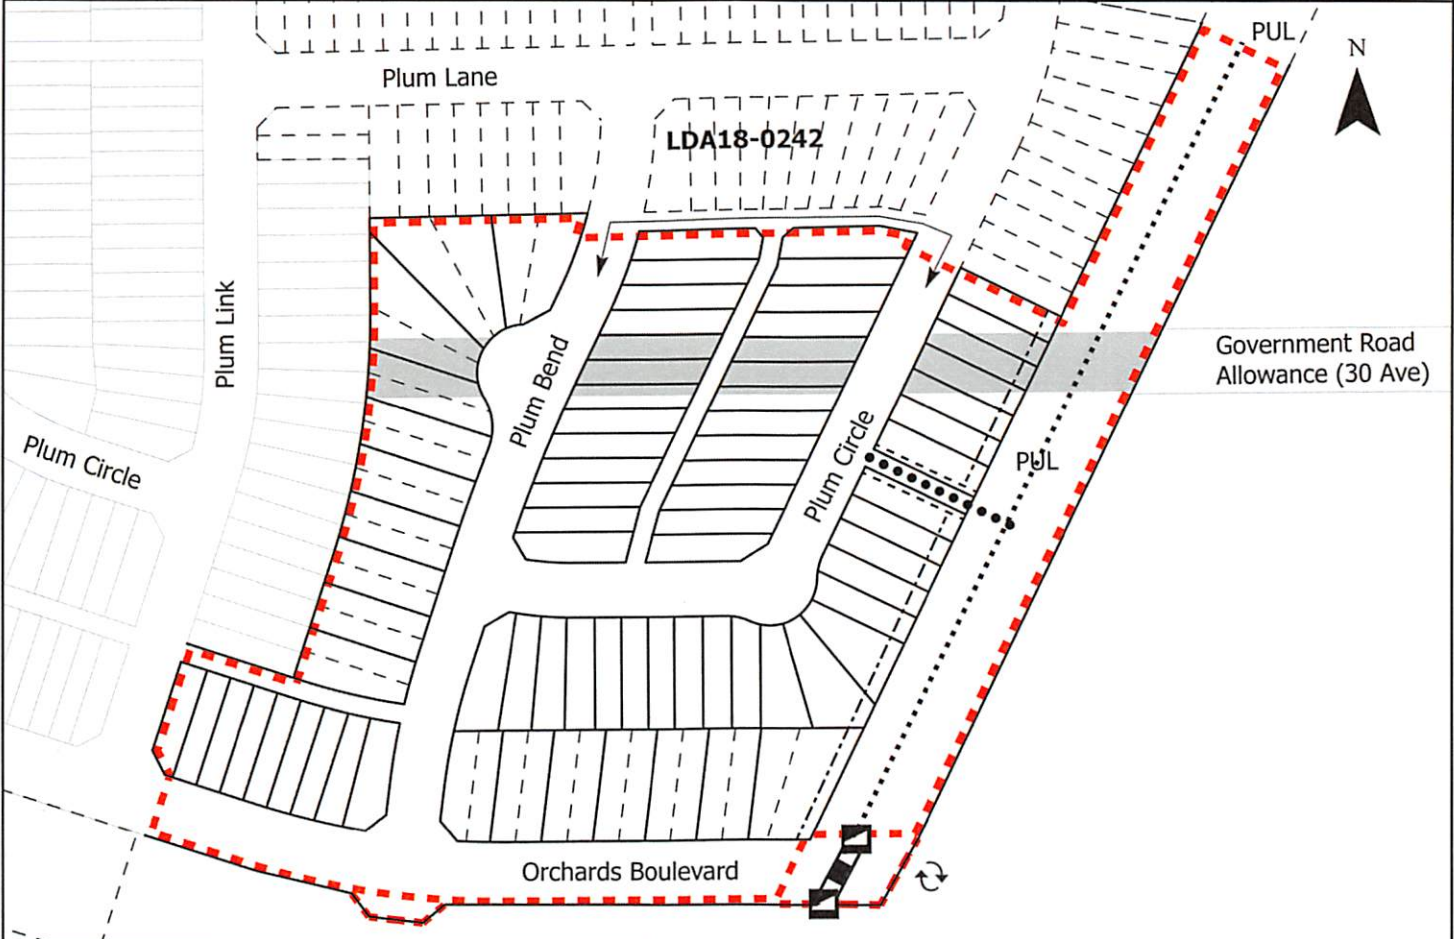 PUL
N
Plum Lane
LDA18-0242
Plum Link
Plum Bend
Government Road
Allowance (30 Ave)
Plum Circle
Plum Circle
PUL
Orchards Boulevard